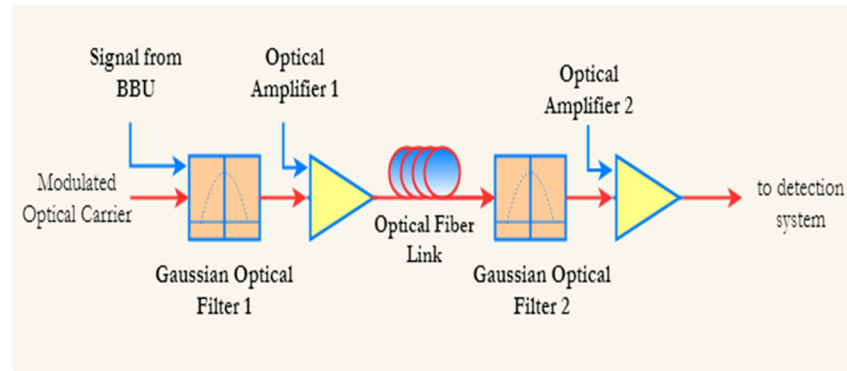 Signal from
BBU
Optical
Amplifier 1
Optical
Amplifier 2
Modulated
Optical Carrier
Optical Fiber
Link
to detection
system
Gaussian Optical
Filter 1
Gaussian Optical
Filter 2